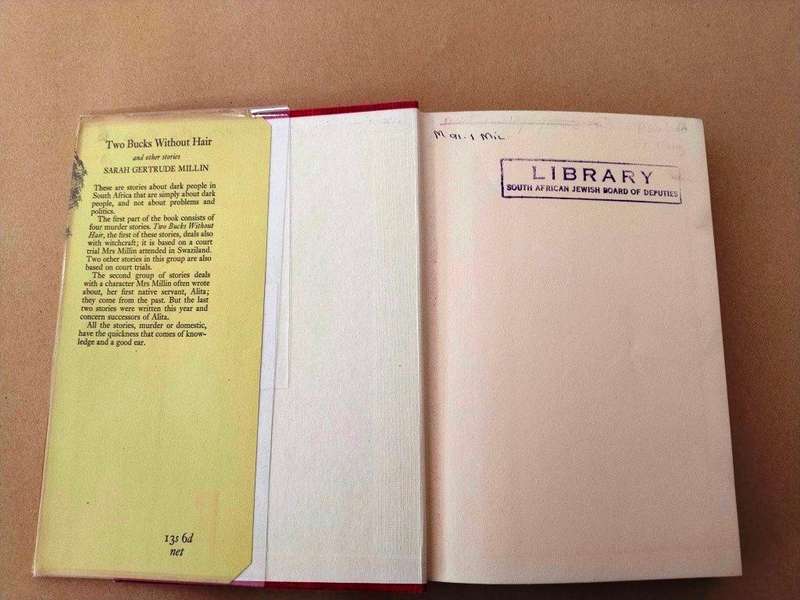 Two Bucks Without Hair
and other stories
SARAH GERTRUDE MILLIN
These are stories about dark people in
South Africa that are simply about dark
people, and not about problems and
politics.
The first part of the book consists of
four murder stories. Two Bucks Without
Hair, the first of these stories, deals also
with witchcraft; it is based on a court
trial Mrs Millin attended in Swaziland.
Two other stories in this group are also
based on court trials.
The second group of stories deals
with a character Mrs Millin often wrote
about, her first native servant, Alita;
they come from the past. But the last
two stories were written this year and
concern successors of Alita.
All the stories, murder or domestic,
have the quickness that comes of know-
ledge and a good ear.
13s 6d
net
MIL
LIBRARY
SOUTH AFRICAN JEWISH BOARD OF DEPUTIES